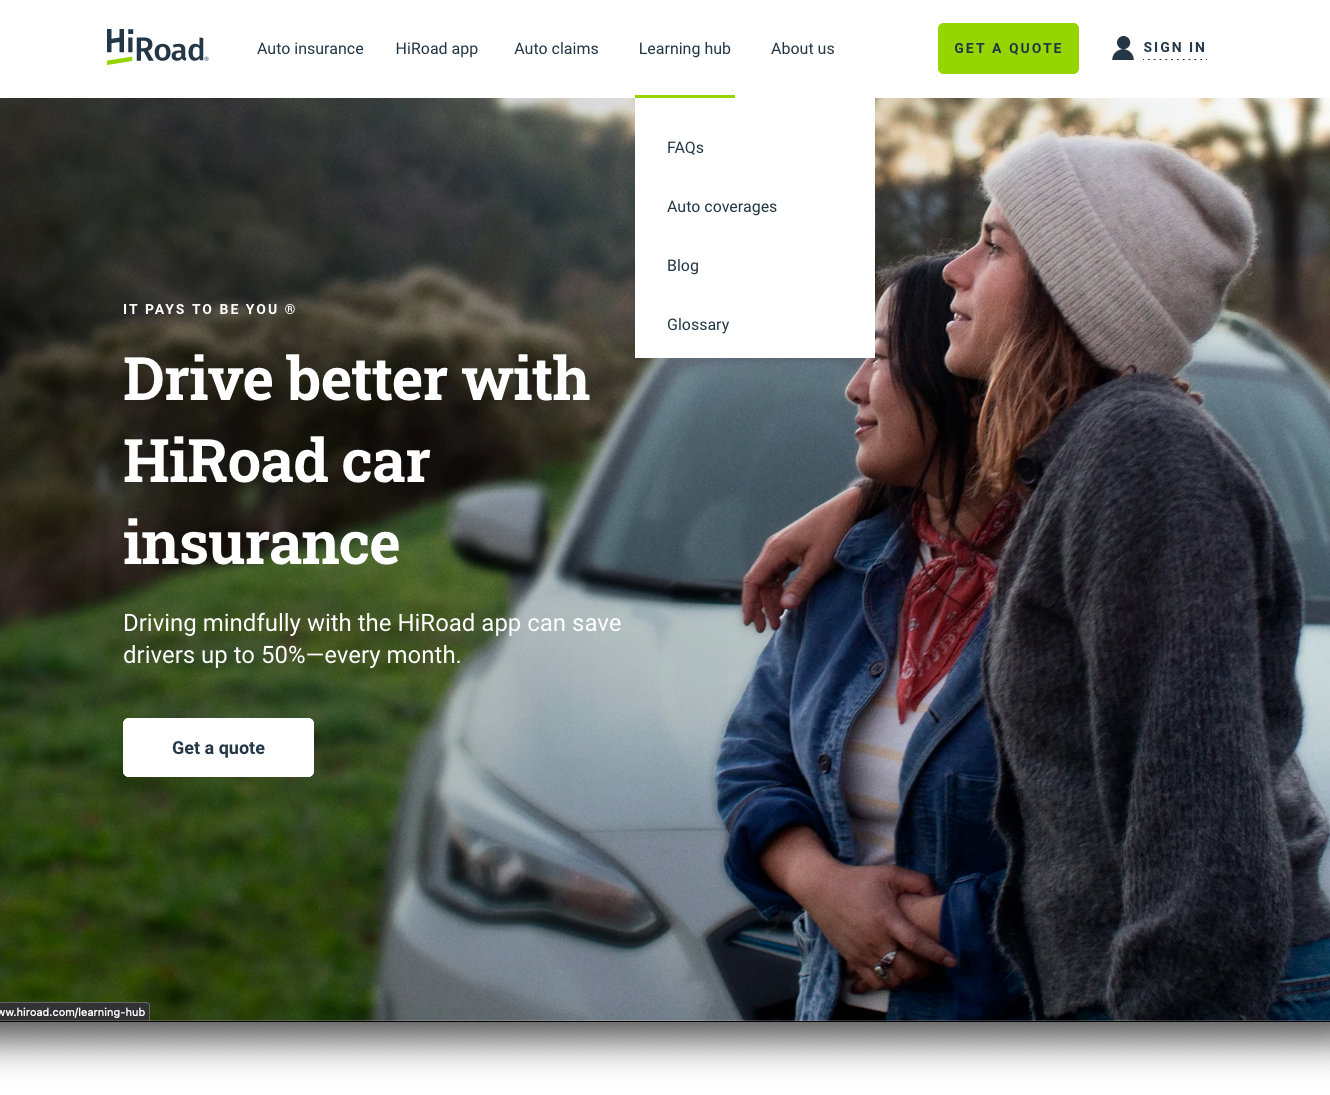 HiRoad®
Auto insurance
HiRoad app
Auto claims
Learning hub
About us
GET A QUOTE
SIGN IN
FAQs
Auto coverages
Blog
Glossary
IT PAYS TO BE YOU ®
Drive better with
HiRoad car
insurance
Driving mindfully with the HiRoad app can save
drivers up to 50%—every month.
Get a quote
ww.hiroad.com/learning-hub